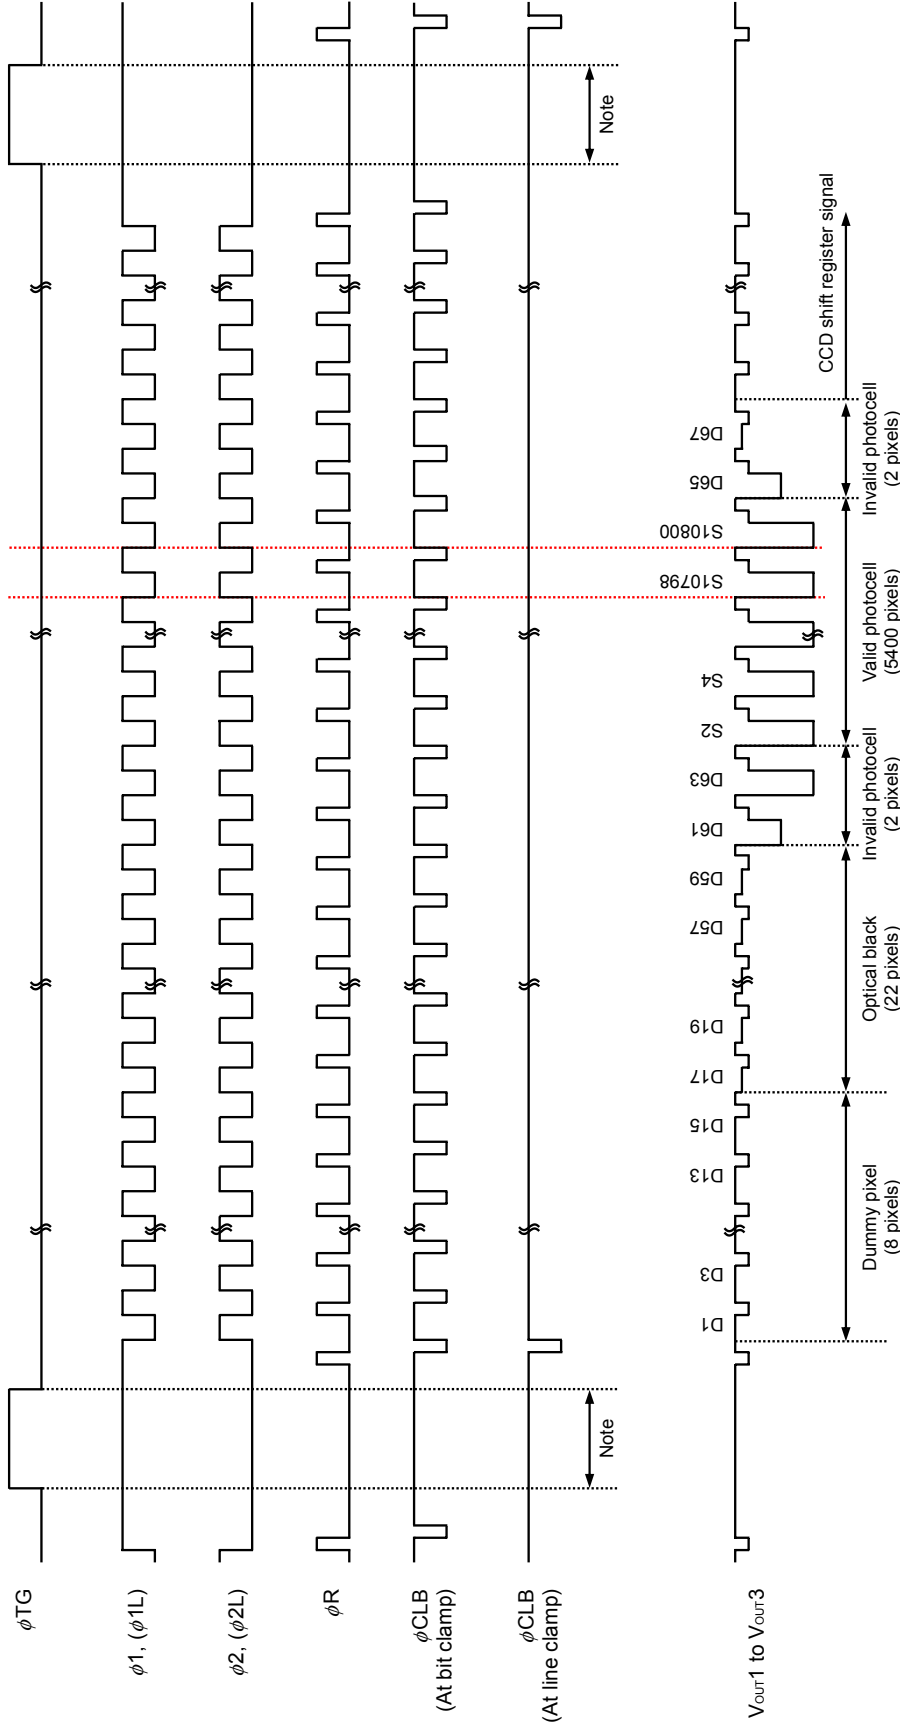 φTG
φ1, (φ1L)
φ2, (φ2L)
φR
φCLB
(At bit clamp)
φCLB
(At line clamp)
Note
Note
VOUT1 to VOUT3
D1
D3
D13
D15
D17
D19
D57
D59
D61
D63
S2
S4
S10798
S10800
D65
D67
CCD shift register signal
Dummy pixel
(8 pixels)
Optical black
(22 pixels)
Invalid photocell
(2 pixels)
Valid photocell
(5400 pixels)
Invalid photocell
(2 pixels)